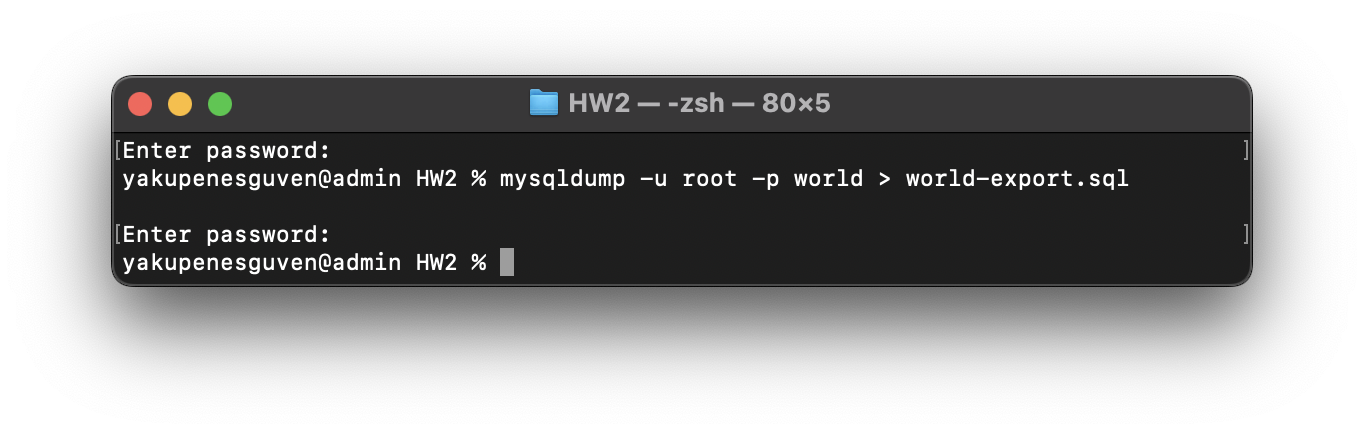 HW2 — -zsh — 80×5
[Enter password: ]
yakupenesguven@admin HW2 % mysqldump -u root -p world > world-export.sql
[Enter password: ]
yakupenesguven@admin HW2 %